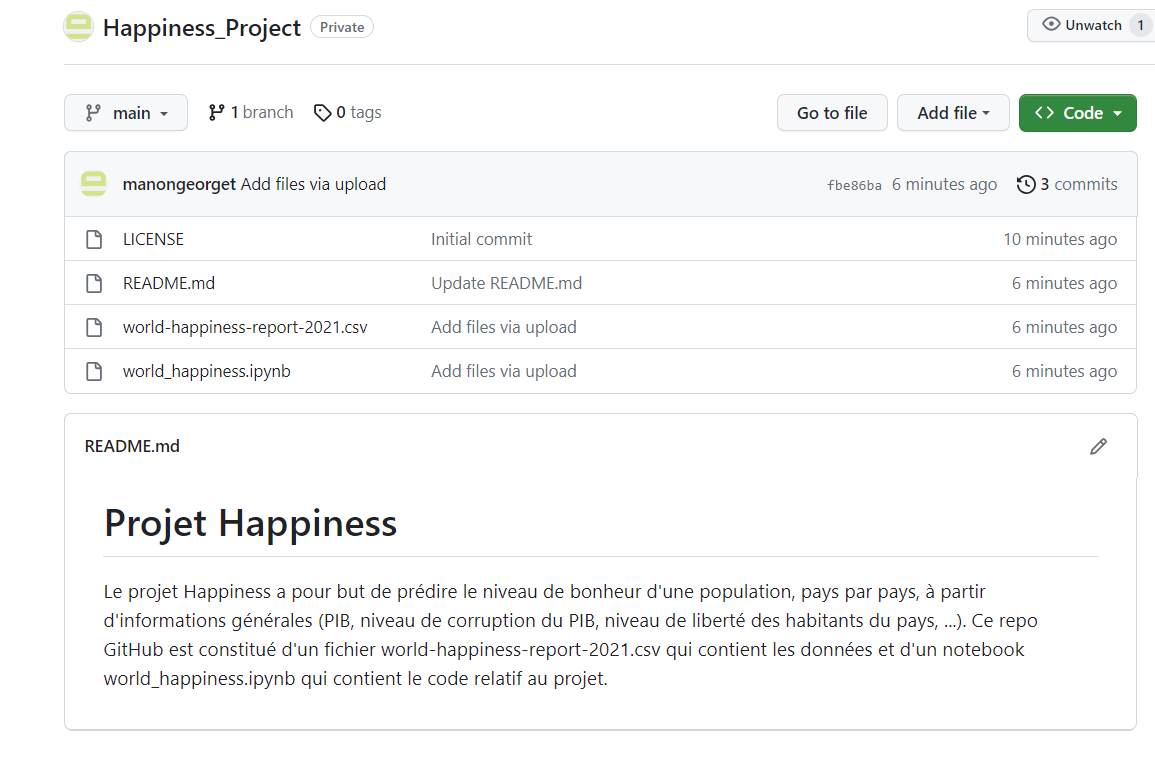 Happiness_Project Private Unwatch 1
main 1 branch 0 tags Go to file Add file Code
manongeorget Add files via upload fbe86ba 6 minutes ago 3 commits
LICENSE Initial commit 10 minutes ago
README.md Update README.md 6 minutes ago
world-happiness-report-2021.csv Add files via upload 6 minutes ago
world_happiness.ipynb Add files via upload 6 minutes ago
README.md
Projet Happiness
Le projet Happiness a pour but de prédire le niveau de bonheur d'une population, pays par pays, à partir
d'informations générales (PIB, niveau de corruption du PIB, niveau de liberté des habitants du pays, ...). Ce repo
GitHub est constitué d'un fichier world-happiness-report-2021.csv qui contient les données et d'un notebook
world_happiness.ipynb qui contient le code relatif au projet.